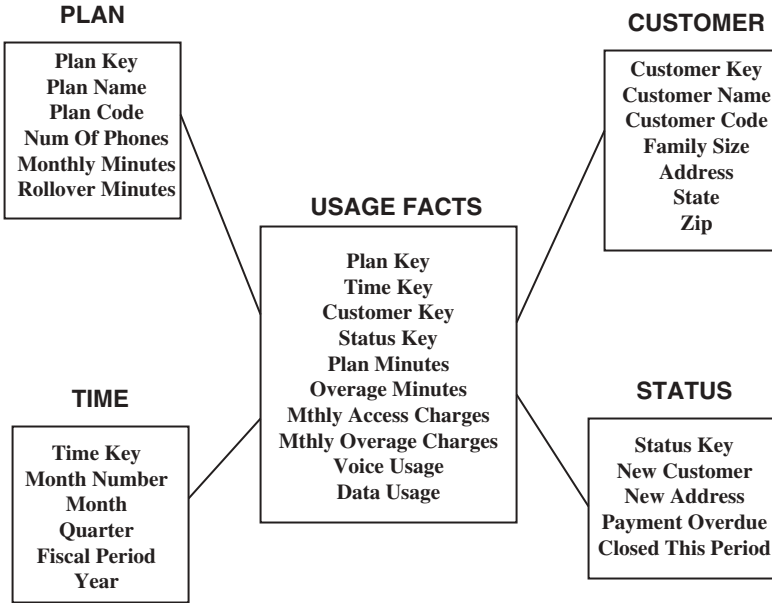 PLAN
Plan Key
Plan Name
Plan Code
Num Of Phones
Monthly Minutes
Rollover Minutes
CUSTOMER
Customer Key
Customer Name
Customer Code
Family Size
Address
State
Zip
USAGE FACTS
Plan Key
Time Key
Customer Key
Status Key
Plan Minutes
Overage Minutes
Mthly Access Charges
Mthly Overage Charges
Voice Usage
Data Usage
TIME
Time Key
Month Number
Month
Quarter
Fiscal Period
Year
STATUS
Status Key
New Customer
New Address
Payment Overdue
Closed This Period